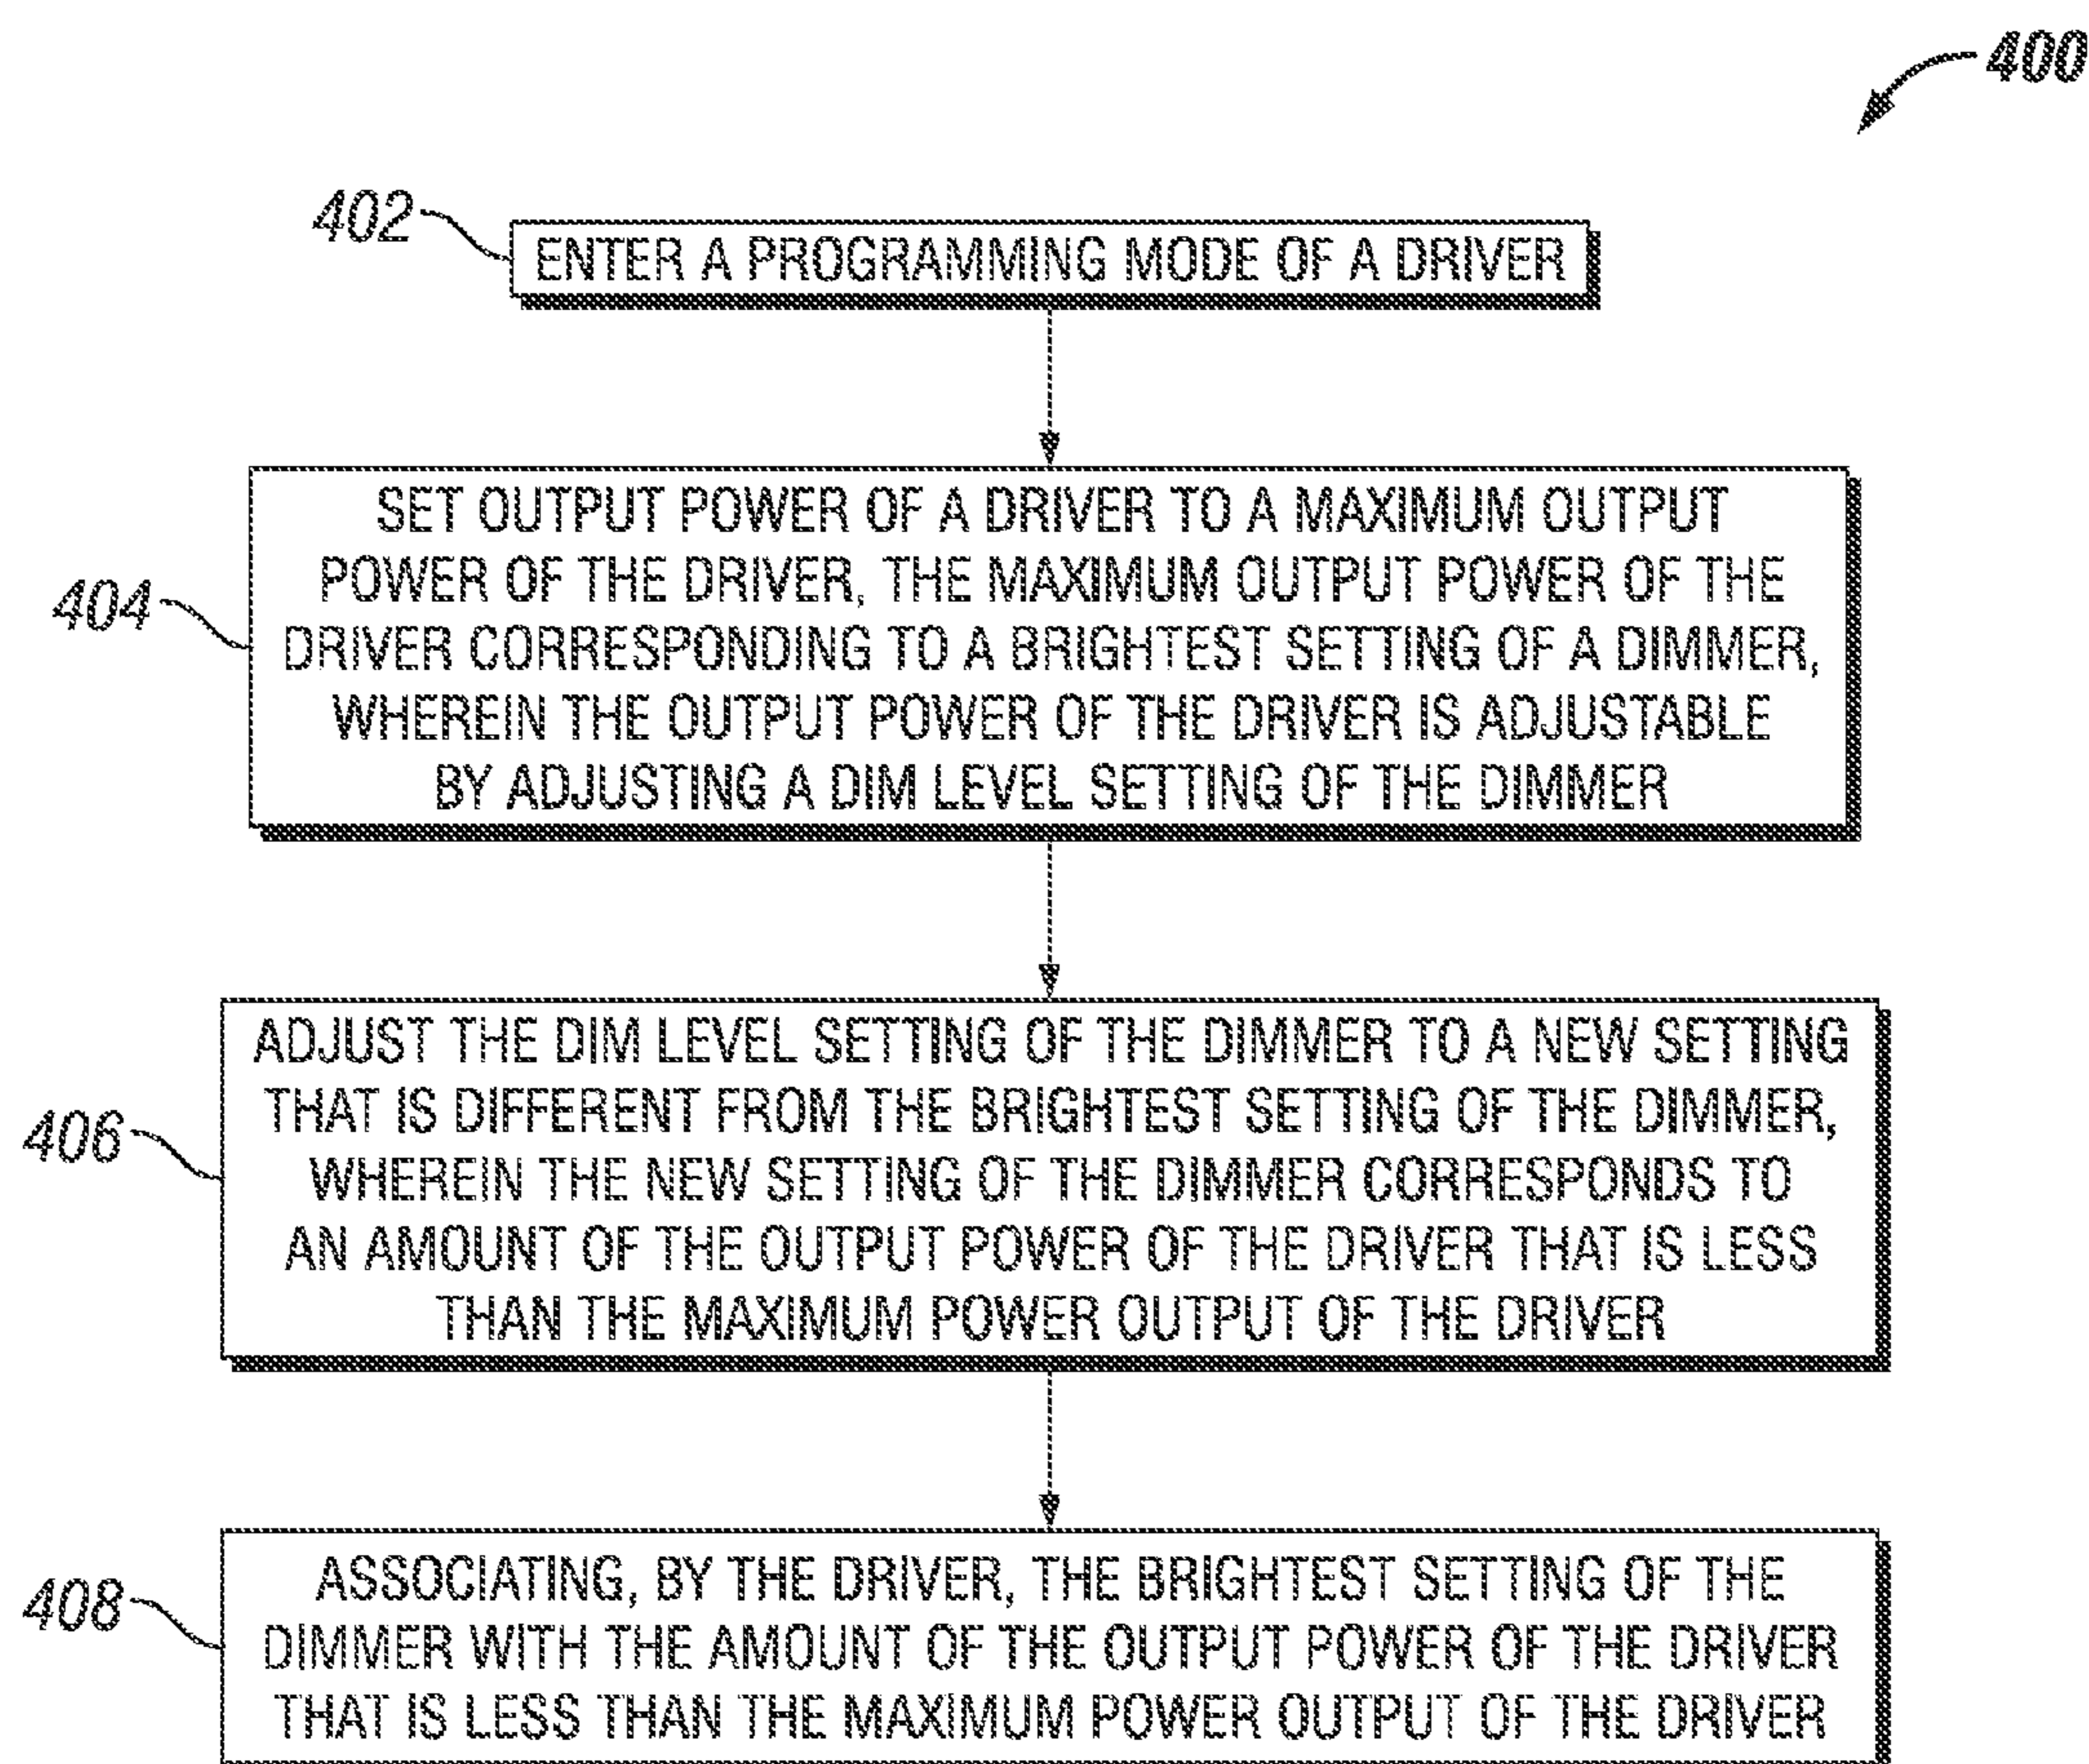 400
402
ENTER A PROGRAMMING MODE OF A DRIVER
404
SET OUTPUT POWER OF A DRIVER TO A MAXIMUM OUTPUT
POWER OF THE DRIVER, THE MAXIMUM OUTPUT POWER OF THE
DRIVER CORRESPONDING TO A BRIGHTEST SETTING OF A DIMMER,
WHEREIN THE OUTPUT POWER OF THE DRIVER IS ADJUSTABLE
BY ADJUSTING A DIM LEVEL SETTING OF THE DIMMER
406
ADJUST THE DIM LEVEL SETTING OF THE DIMMER TO A NEW SETTING
THAT IS DIFFERENT FROM THE BRIGHTEST SETTING OF THE DIMMER,
WHEREIN THE NEW SETTING OF THE DIMMER CORRESPONDS TO
AN AMOUNT OF THE OUTPUT POWER OF THE DRIVER THAT IS LESS
THAN THE MAXIMUM POWER OUTPUT OF THE DRIVER
408
ASSOCIATING, BY THE DRIVER, THE BRIGHTEST SETTING OF THE
DIMMER WITH THE AMOUNT OF THE OUTPUT POWER OF THE DRIVER
THAT IS LESS THAN THE MAXIMUM POWER OUTPUT OF THE DRIVER